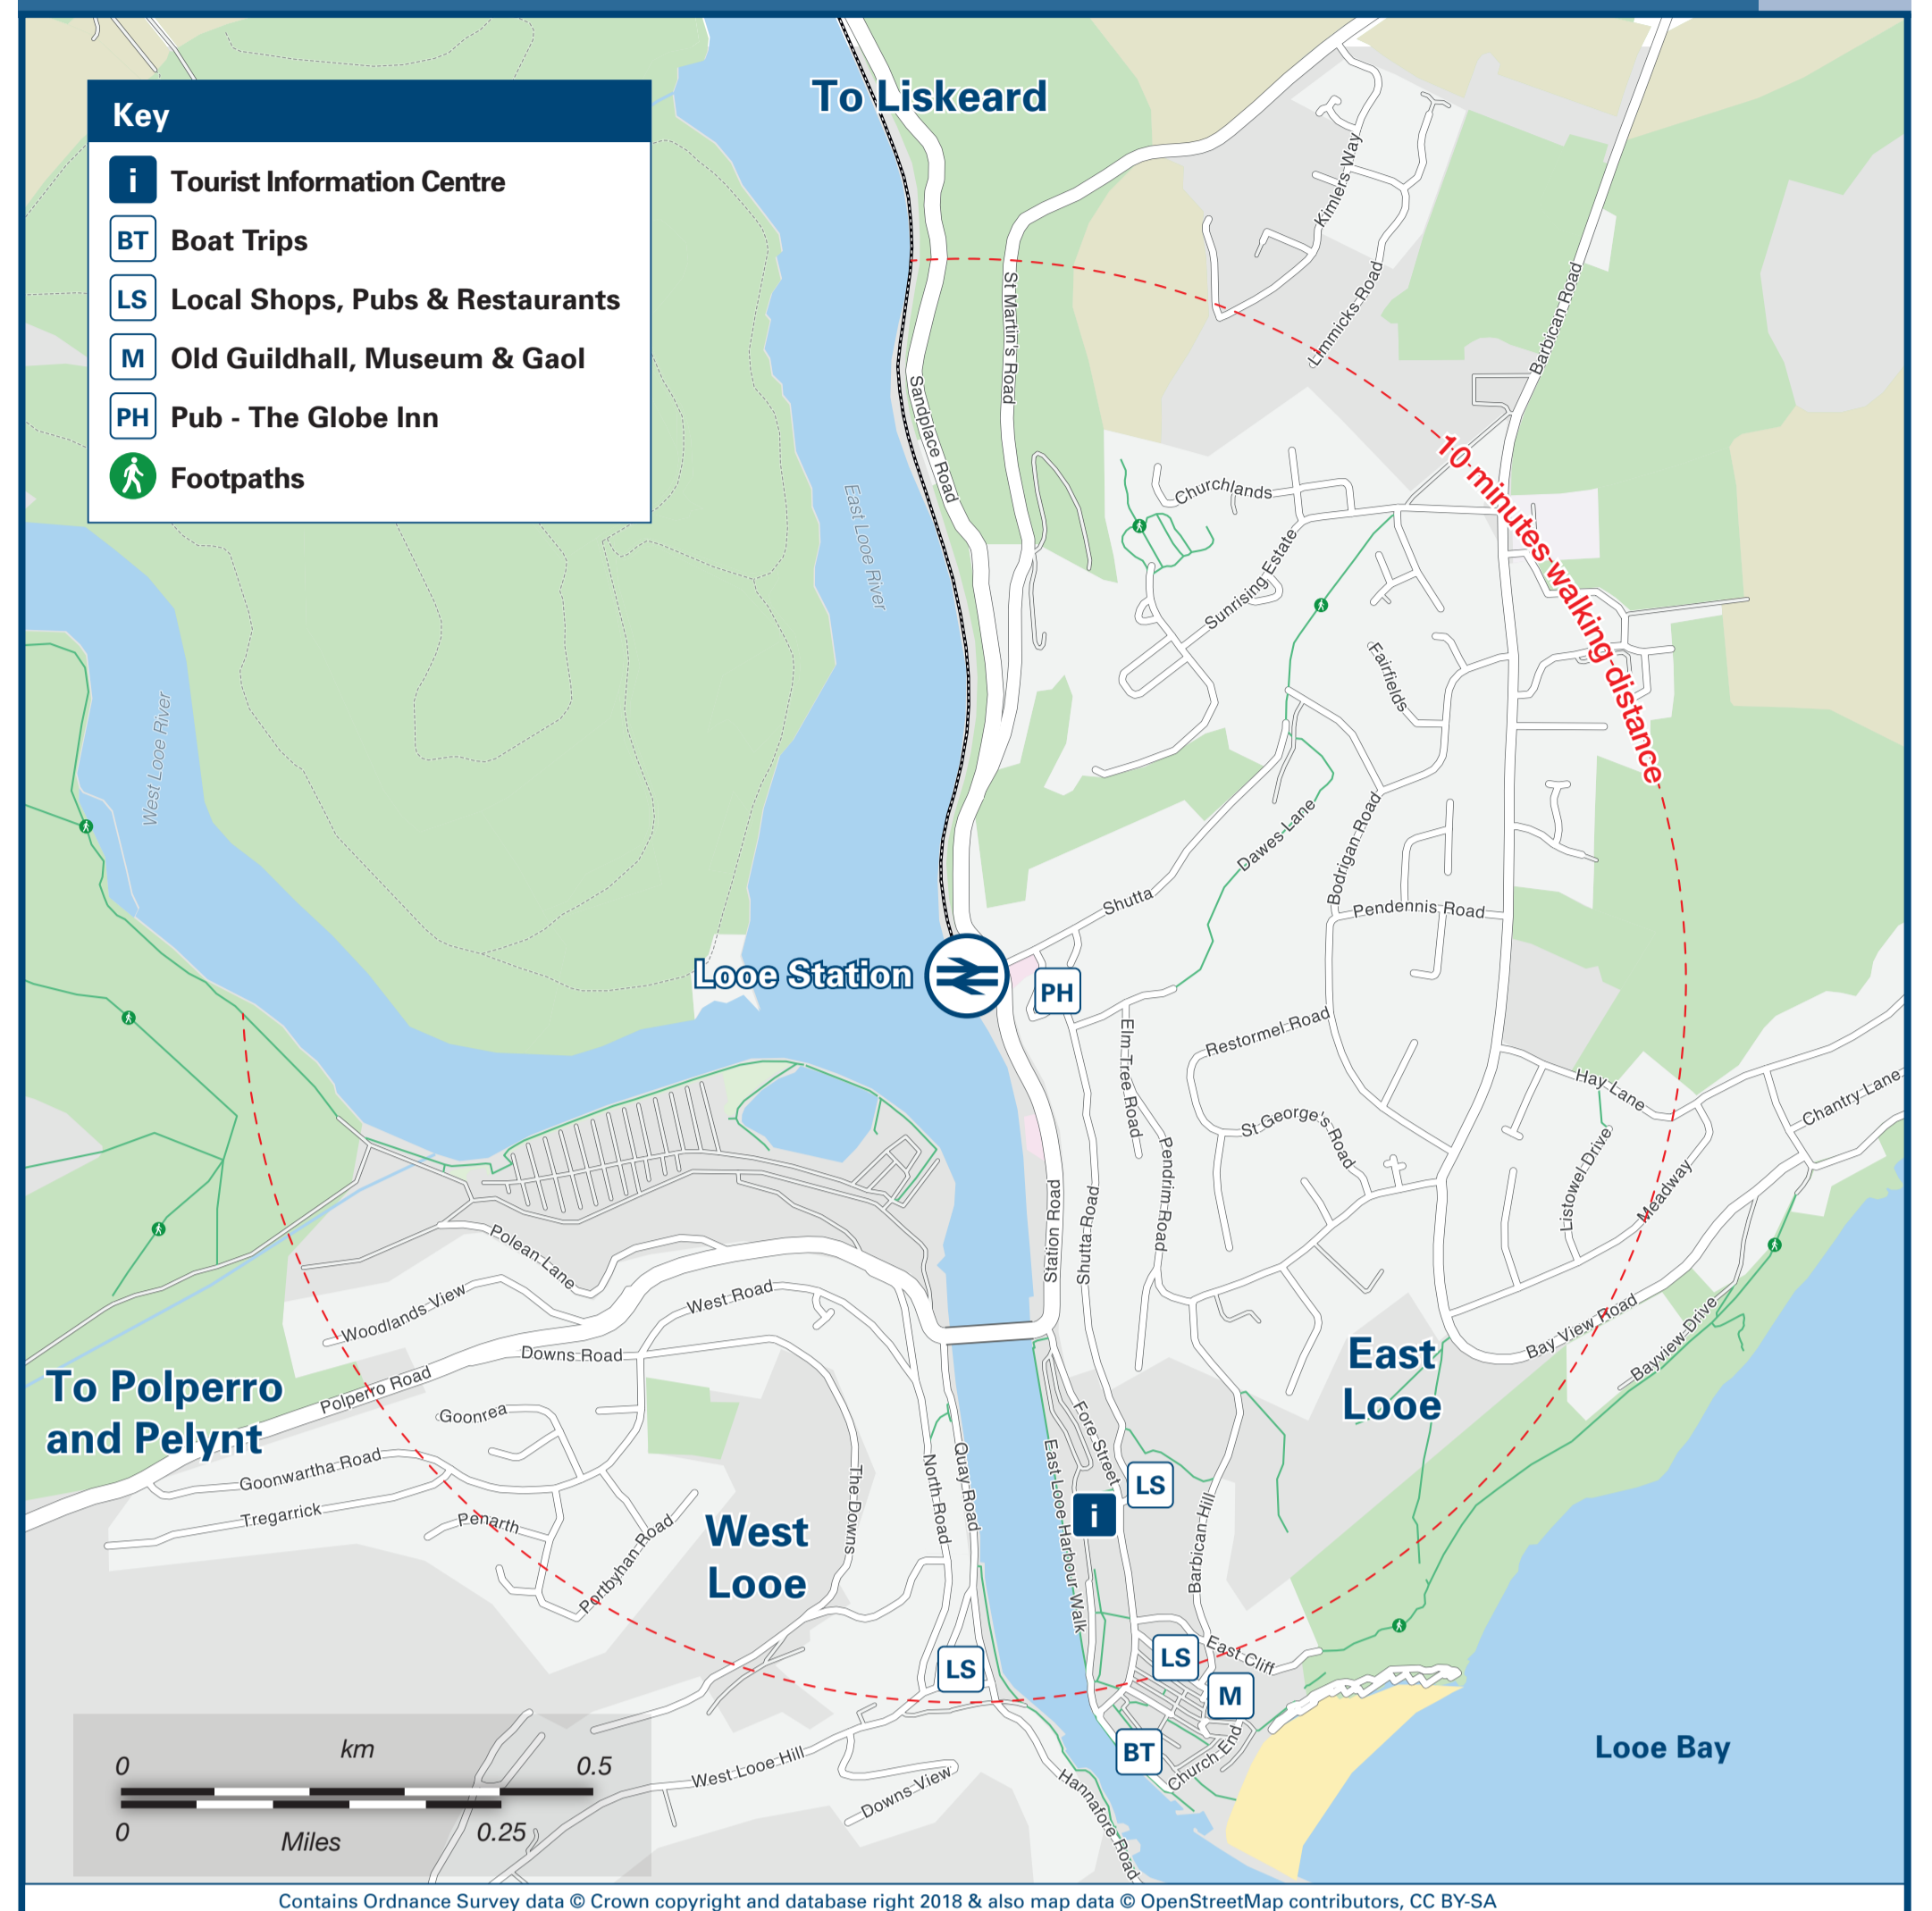 Key
i Tourist Information Centre
BT Boat Trips
LS Local Shops, Pubs & Restaurants
M Old Guildhall, Museum & Gaol
PH Pub - The Globe Inn
Footpaths
To Liskeard
Kimlers Way
Limmicks Road
Barbican Road
St Martin's Road
Sandplace Road
East Looe River
West Looe River
10 minutes walking distance
Churchlands
Sunrising Estate
Fairfields
Dawes Lane
Bodrigan Road
Shutta
Pendennis Road
Looe Station
PH
Restormel Road
Elm Tree Road
Hay Lane
Chantry Lane
St George's Road
Listowel Drive
Meadway
Pendrim Road
Station Road
Shutta Road
Polean Lane
Woodlands View
West Road
Downs Road
Bay View Road
Bayview Drive
East
Looe
To Polperro
and Pelynt
Polperro Road
Goonrea
Goonwartha Road
Tregarrick
Penarth
Portbyhan Road
The Downs
North Road
Quay Road
Fore Street
East Looe Harbour Walk
LS
i
Barbican Hill
West
Looe
LS
LS
East Cliff
M
BT
Church End
Looe Bay
West Looe Hill
Downs View
Hannafore Road
km
0 0.5
0 0.25
Miles
Contains Ordnance Survey data © Crown copyright and database right 2018 & also map data © OpenStreetMap contributors, CC BY-SA